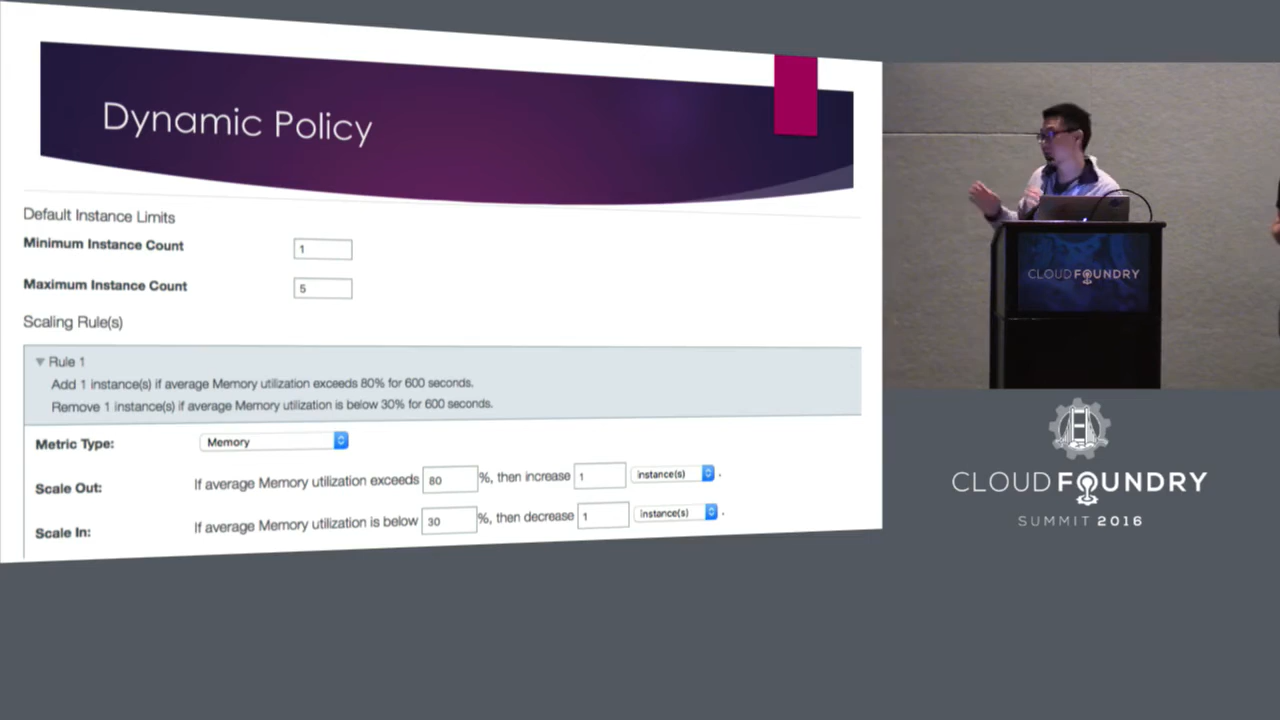 Dynamic Policy
Default Instance Limits
Minimum Instance Count 1
Maximum Instance Count 5
Scaling Rule(s)
Rule 1
Add 1 instance(s) if average Memory utilization exceeds 80% for 600 seconds.
Remove 1 instance(s) if average Memory utilization is below 30% for 600 seconds.
Metric Type: Memory
Scale Out: If average Memory utilization exceeds 80 %, then increase 1 instance(s) .
Scale In: If average Memory utilization is below 30 %, then decrease 1 instance(s) .
CLOUD FOUNDRY
CLOUD FOUNDRY
SUMMIT 2016